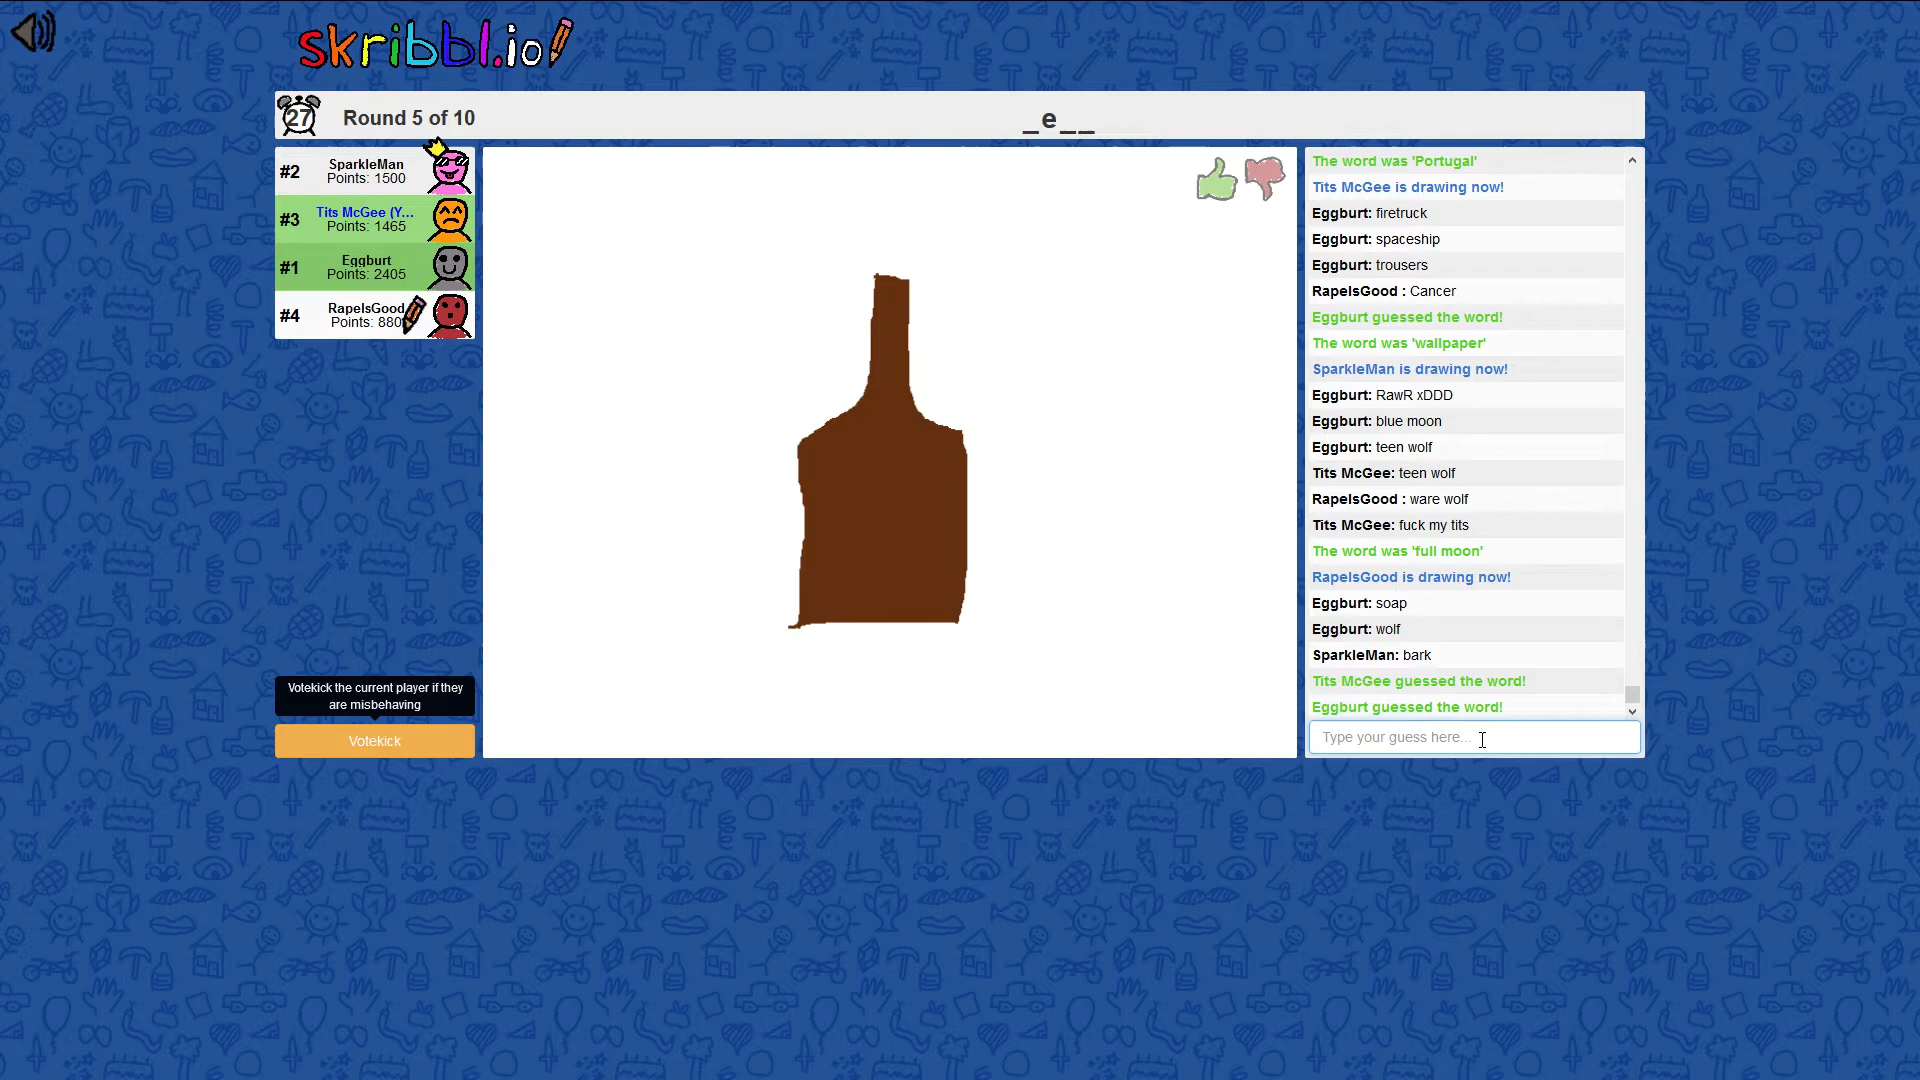 skribbl.io
27
Round 5 of 10
_e__
#2
SparkleMan
Points: 1500
#3
Tits McGee (Y...
Points: 1465
#1
Eggburt
Points: 2405
#4
RapeIsGood
Points: 880
Votekick the current player if they
are misbehaving
Votekick
The word was 'Portugal'
Tits McGee is drawing now!
Eggburt: firetruck
Eggburt: spaceship
Eggburt: trousers
RapeIsGood : Cancer
Eggburt guessed the word!
The word was 'wallpaper'
SparkleMan is drawing now!
Eggburt: RawR xDDD
Eggburt: blue moon
Eggburt: teen wolf
Tits McGee: teen wolf
RapeIsGood : ware wolf
Tits McGee: fuck my tits
The word was 'full moon'
RapeIsGood is drawing now!
Eggburt: soap
Eggburt: wolf
SparkleMan: bark
Tits McGee guessed the word!
Eggburt guessed the word!
Type your guess here...